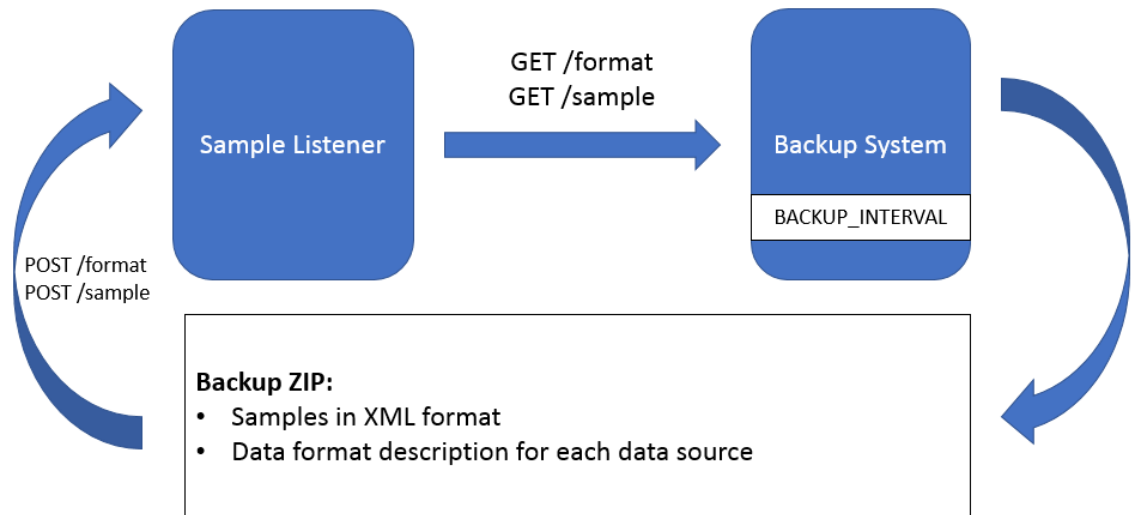 Sample Listener
GET /format
GET /sample
Backup System
BACKUP_INTERVAL
POST /format
POST /sample
Backup ZIP:
• Samples in XML format
• Data format description for each data source